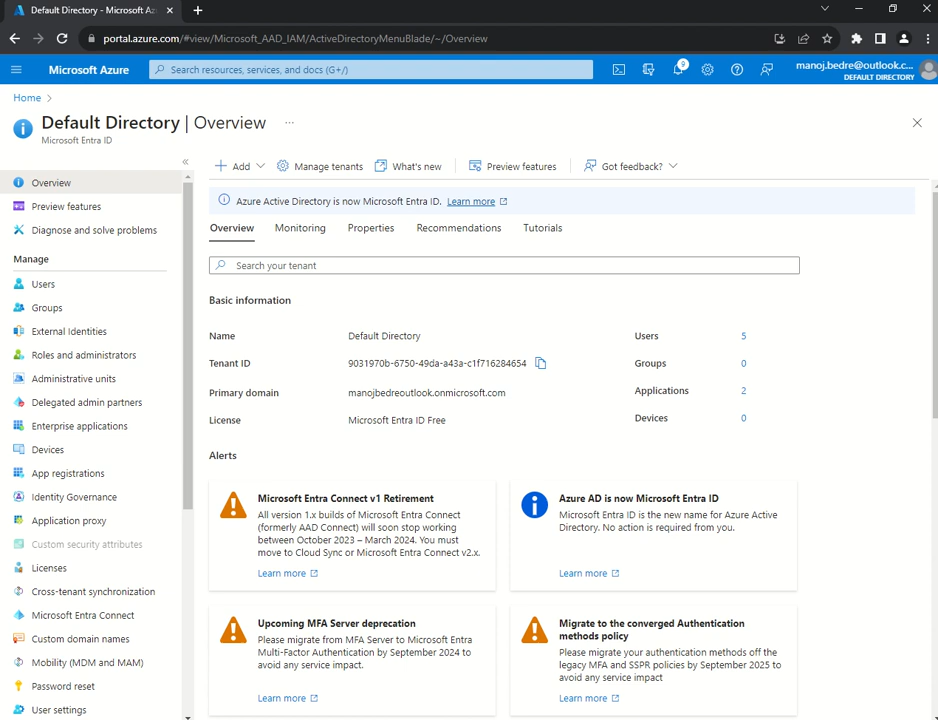 Default Directory - Microsoft Az
portal.azure.com/#view/Microsoft_AAD_IAM/ActiveDirectoryMenuBlade/~/Overview
Microsoft Azure
Search resources, services, and docs (G+/)
9
manoj.bedre@outlook.c...
DEFAULT DIRECTORY
Home >
Default Directory | Overview ...
Microsoft Entra ID
Overview
Preview features
Diagnose and solve problems
Manage
Users
Groups
External Identities
Roles and administrators
Administrative units
Delegated admin partners
Enterprise applications
Devices
App registrations
Identity Governance
Application proxy
Custom security attributes
Licenses
Cross-tenant synchronization
Microsoft Entra Connect
Custom domain names
Mobility (MDM and MAM)
Password reset
User settings
Add
Manage tenants
What's new
Preview features
Got feedback?
Azure Active Directory is now Microsoft Entra ID. Learn more
Overview
Monitoring
Properties
Recommendations
Tutorials
Search your tenant
Basic information
Name
Default Directory
Users
5
Tenant ID
9031970b-6750-49da-a43a-c1f716284654
Groups
0
Primary domain
manojbedreoutlook.onmicrosoft.com
Applications
2
License
Microsoft Entra ID Free
Devices
0
Alerts
Microsoft Entra Connect v1 Retirement
All version 1.x builds of Microsoft Entra Connect
(formerly AAD Connect) will soon stop working
between October 2023 – March 2024. You must
move to Cloud Sync or Microsoft Entra Connect v2.x.
Learn more
Azure AD is now Microsoft Entra ID
Microsoft Entra ID is the new name for Azure Active
Directory. No action is required from you.
Learn more
Upcoming MFA Server deprecation
Please migrate from MFA Server to Microsoft Entra
Multi-Factor Authentication by September 2024 to
avoid any service impact.
Learn more
Migrate to the converged Authentication
methods policy
Please migrate your authentication methods off the
legacy MFA and SSPR policies by September 2025 to
avoid any service impact
Learn more